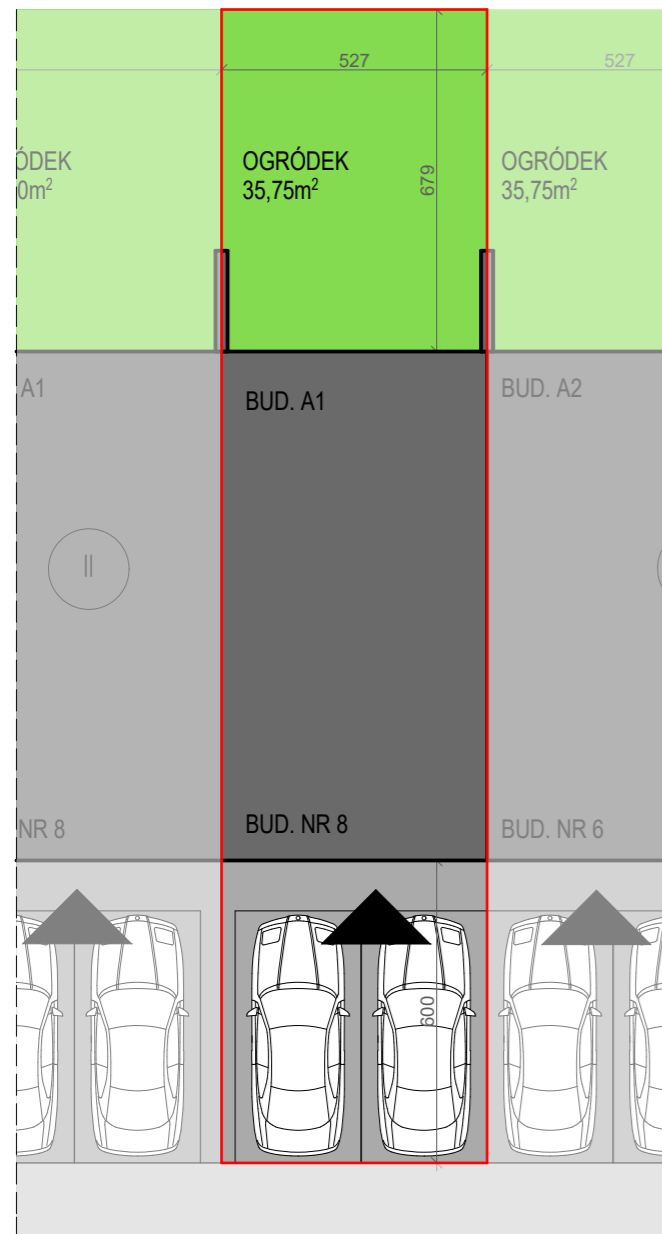 527
527
ÓDEK
0m²
OGRÓDEK
35,75m²
679
OGRÓDEK
35,75m²
A1
BUD. A1
BUD. A2
II
NR 8
BUD. NR 8
BUD. NR 6
600